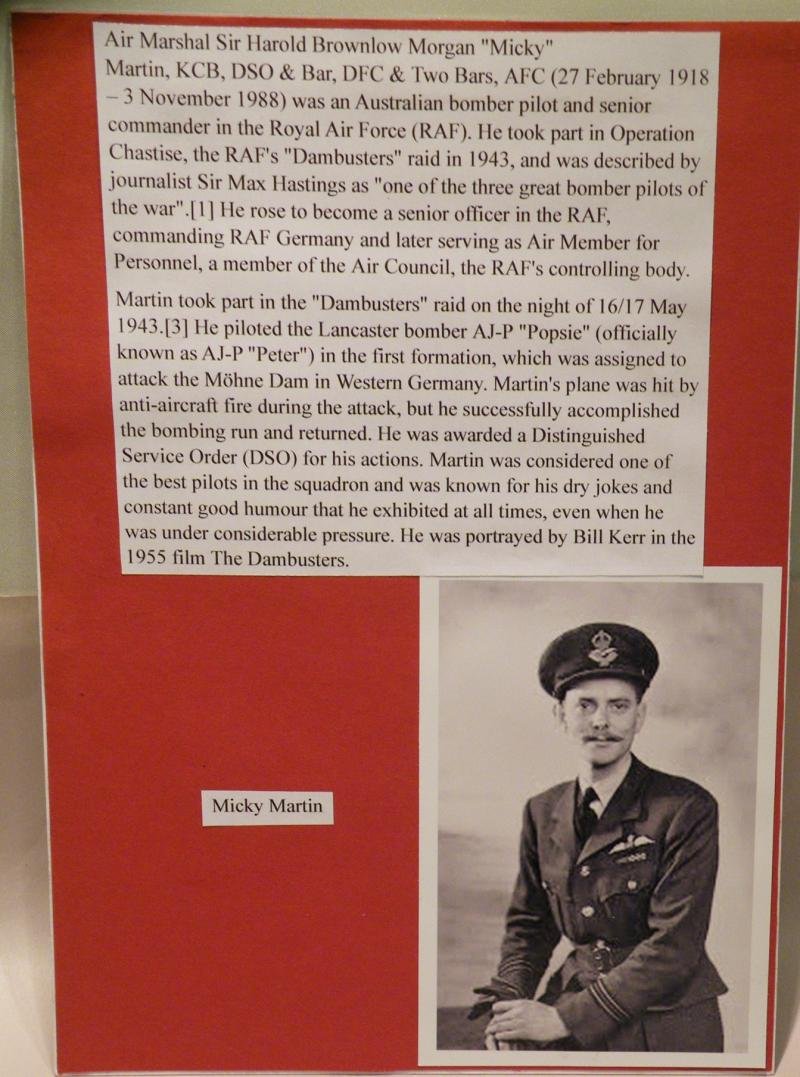 Air Marshal Sir Harold Brownlow Morgan "Micky"
Martin, KCB, DSO & Bar, DFC & Two Bars, AFC (27 February 1918
– 3 November 1988) was an Australian bomber pilot and senior
commander in the Royal Air Force (RAF). He took part in Operation
Chastise, the RAF's "Dambusters" raid in 1943, and was described by
journalist Sir Max Hastings as "one of the three great bomber pilots of
the war".[1] He rose to become a senior officer in the RAF,
commanding RAF Germany and later serving as Air Member for
Personnel, a member of the Air Council, the RAF's controlling body.
Martin took part in the "Dambusters" raid on the night of 16/17 May
1943.[3] He piloted the Lancaster bomber AJ-P "Popsie" (officially
known as AJ-P "Peter") in the first formation, which was assigned to
attack the Möhne Dam in Western Germany. Martin's plane was hit by
anti-aircraft fire during the attack, but he successfully accomplished
the bombing run and returned. He was awarded a Distinguished
Service Order (DSO) for his actions. Martin was considered one of
the best pilots in the squadron and was known for his dry jokes and
constant good humour that he exhibited at all times, even when he
was under considerable pressure. He was portrayed by Bill Kerr in the
1955 film The Dambusters.
Micky Martin